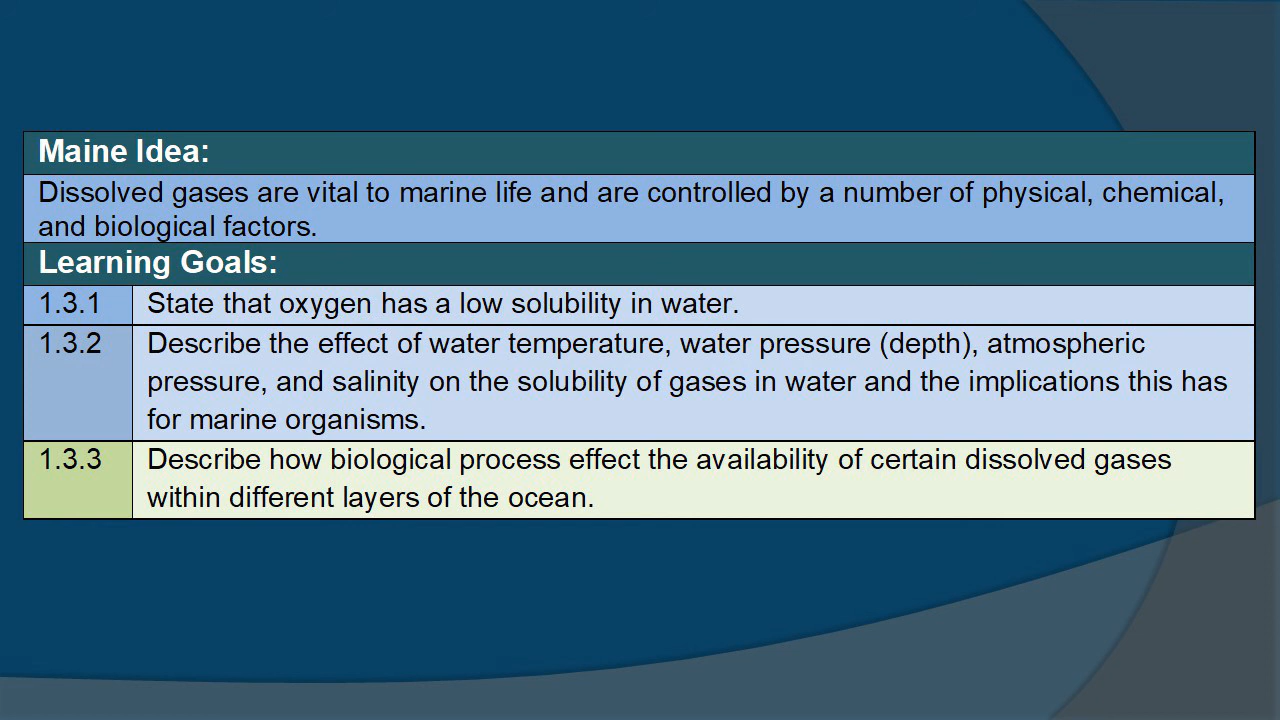 Maine Idea:
Dissolved gases are vital to marine life and are controlled by a number of physical, chemical,
and biological factors.
Learning Goals:
1.3.1 State that oxygen has a low solubility in water.
1.3.2 Describe the effect of water temperature, water pressure (depth), atmospheric
pressure, and salinity on the solubility of gases in water and the implications this has
for marine organisms.
1.3.3 Describe how biological process effect the availability of certain dissolved gases
within different layers of the ocean.